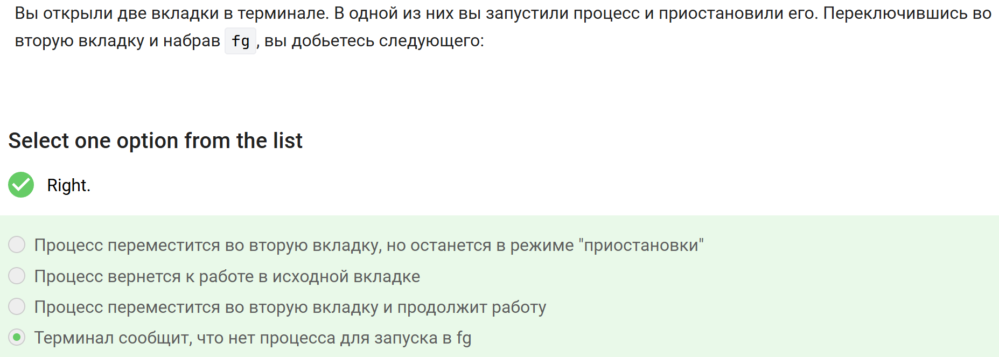 Вы открыли две вкладки в терминале. В одной из них вы запустили процесс и приостановили его. Переключившись во
вторую вкладку и набрав fg, вы добьетесь следующего:
Select one option from the list
Right.
Процесс переместится во вторую вкладку, но останется в режиме "приостановки"
Процесс вернется к работе в исходной вкладке
Процесс переместится во вторую вкладку и продолжит работу
Терминал сообщит, что нет процесса для запуска в fg